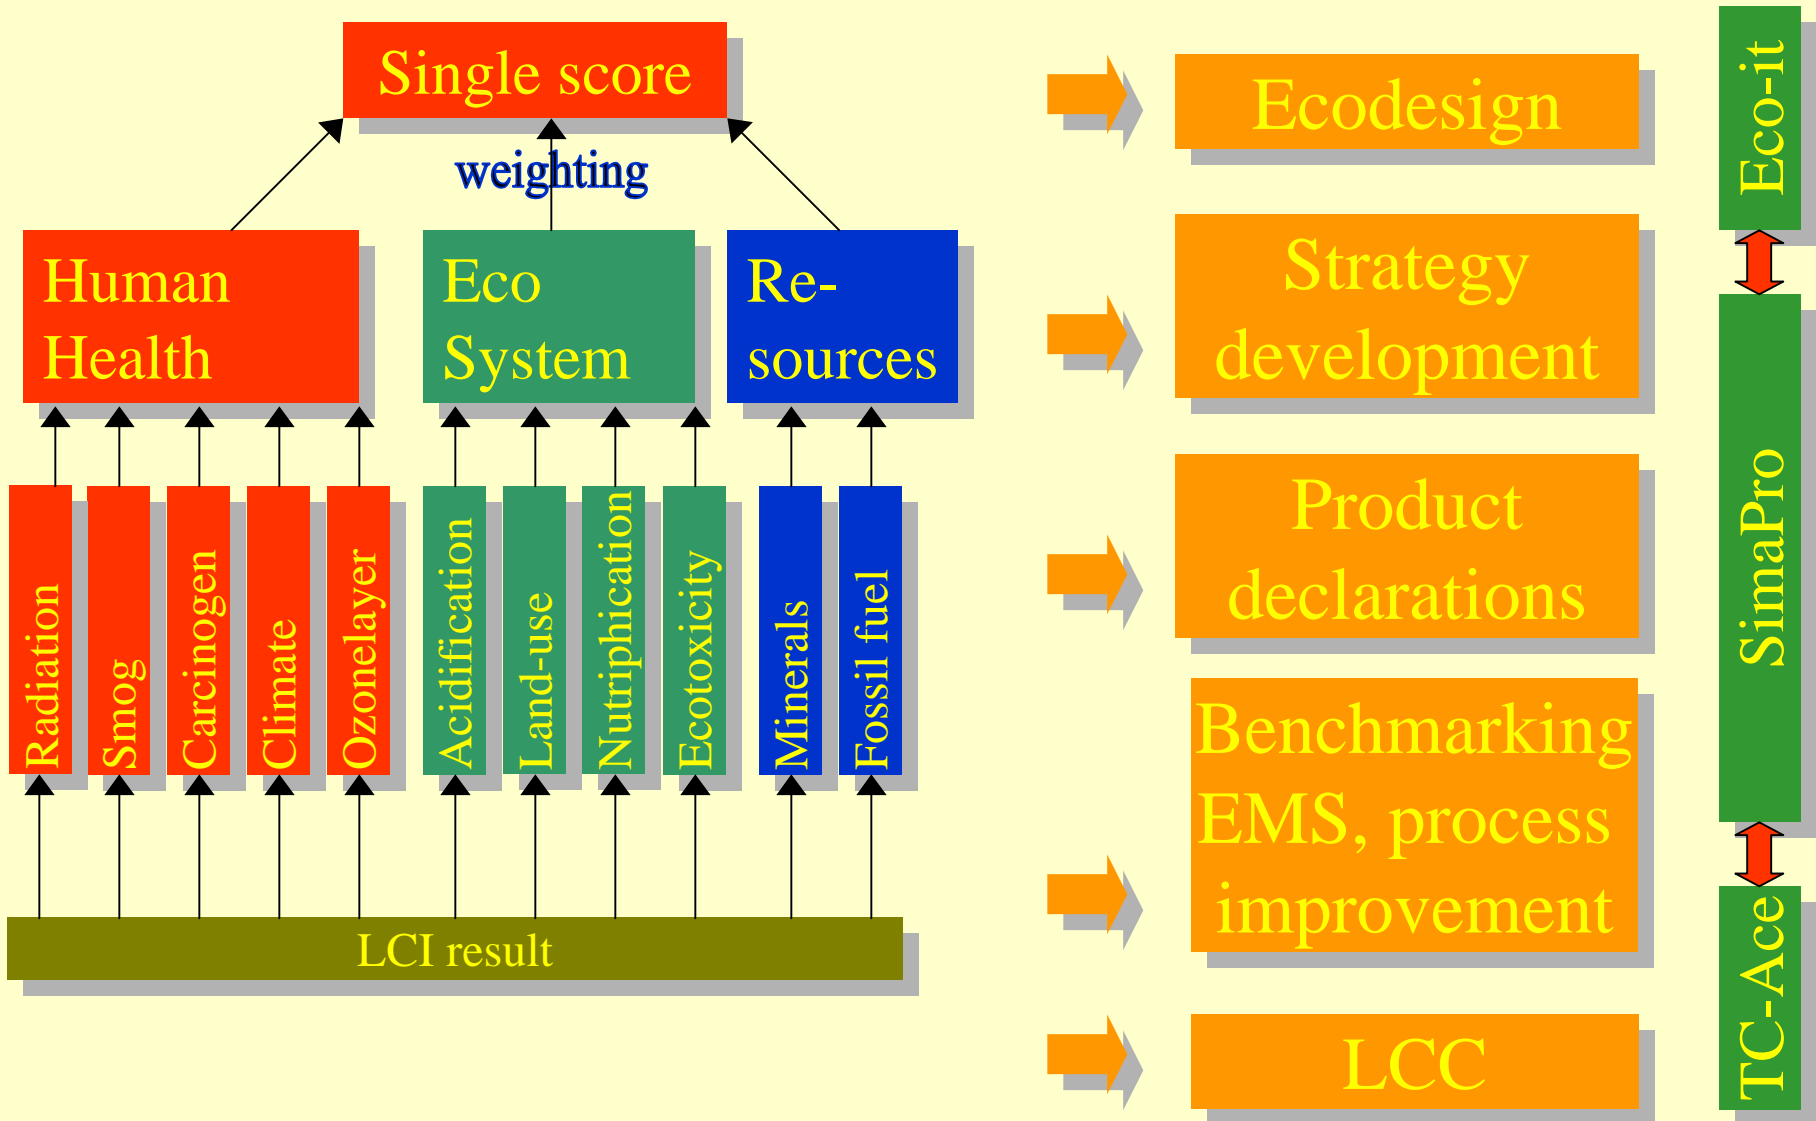 Single score
weighting
Human
Health
Eco
System
Re-
sources
Radiation
Smog
Carcinogen
Climate
Ozonelayer
Acidification
Land-use
Nutriphication
Ecotoxicity
Minerals
Fossil fuel
LCI result
Ecodesign
Strategy
development
Product
declarations
Benchmarking
EMS, process
improvement
LCC
Eco-it
SimaPro
TC-Ace